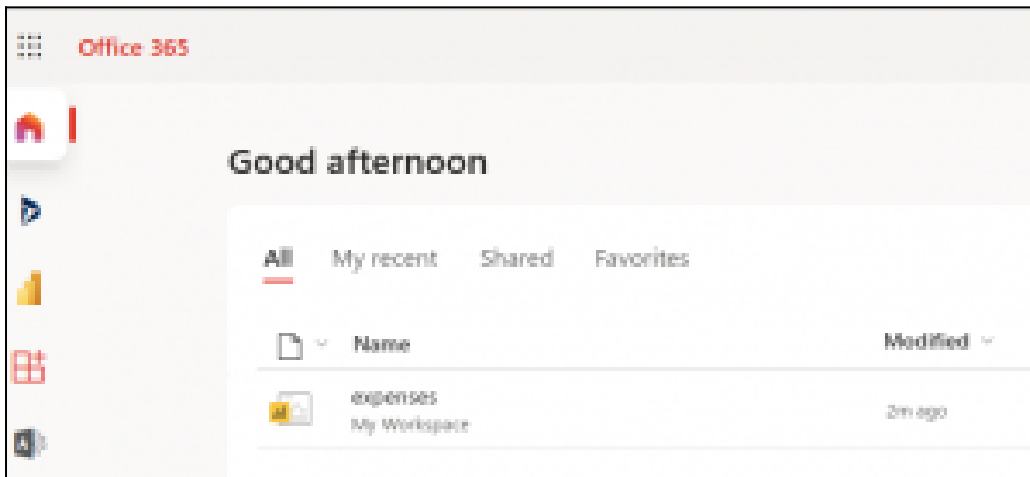 Office 365
Good afternoon
All My recent Shared Favorites
Name Modified
expenses
My Workspace 2m ago